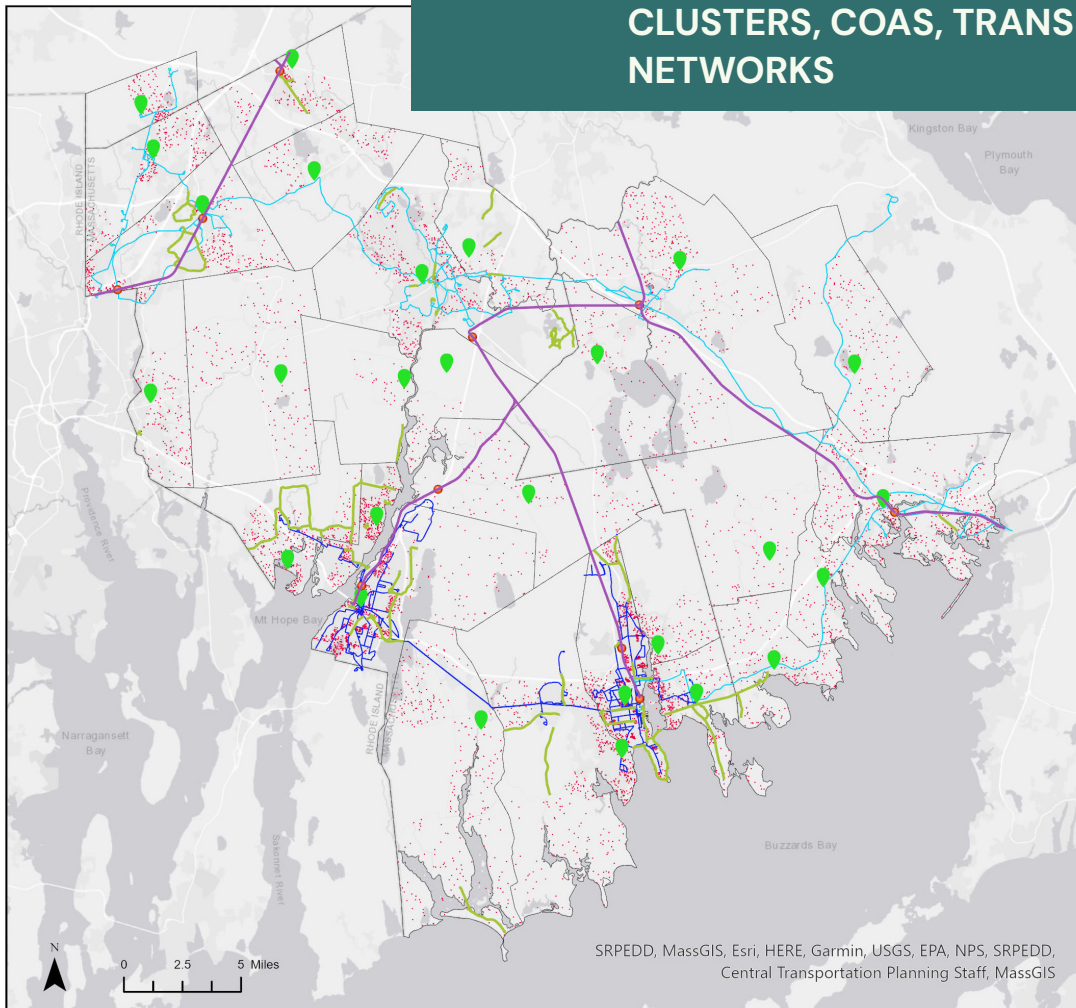 CLUSTERS, COAS, TRANS
NETWORKS
Kingston Bay
Plymouth
Bay
RHODE ISLAND
MASSACHUSETTS
Providence River
Mt Hope Bay
RHODE ISLAND
MASSACHUSETTS
Narragansett
Bay
Sakonnet River
Buzzards Bay
N
0 2.5 5 Miles
SRPEDD, MassGIS, Esri, HERE, Garmin, USGS, EPA, NPS, SRPEDD,
Central Transportation Planning Staff, MassGIS